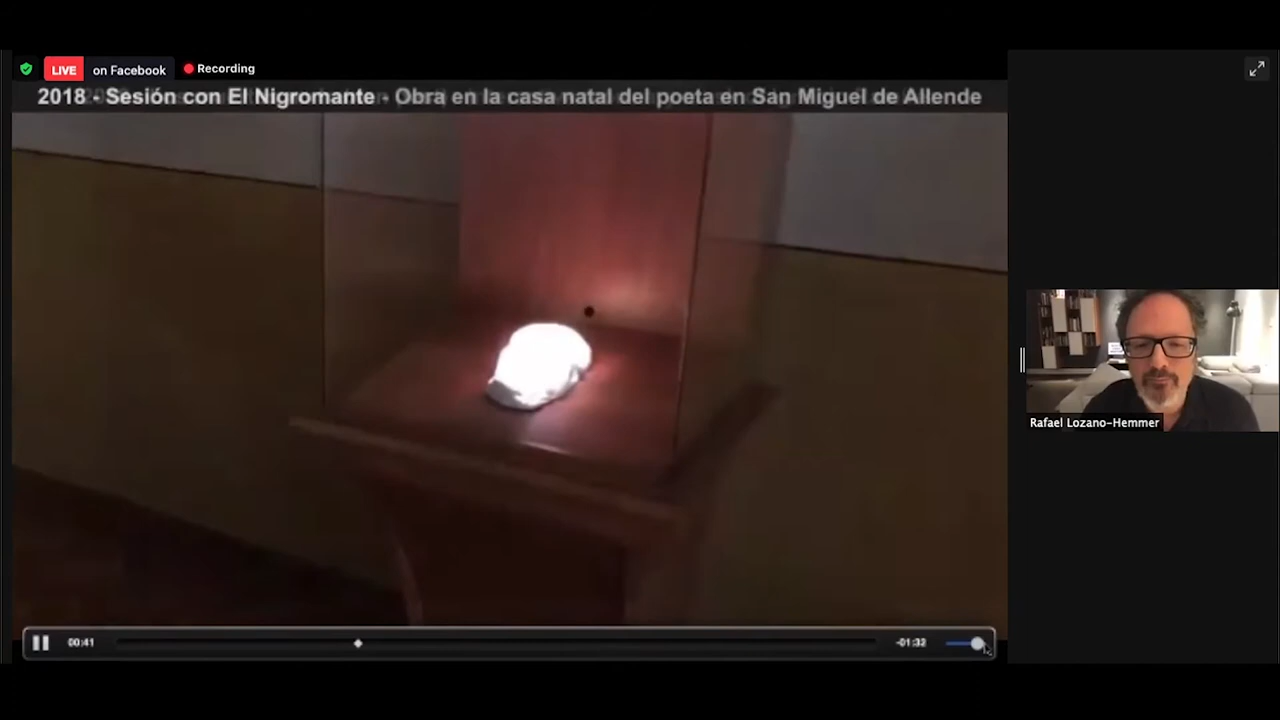 LIVE on Facebook Recording
2018 - Sesión con El Nigromante - Obra en la casa natal del poeta en San Miguel de Allende
Rafael Lozano-Hemmer
00:41
-01:32